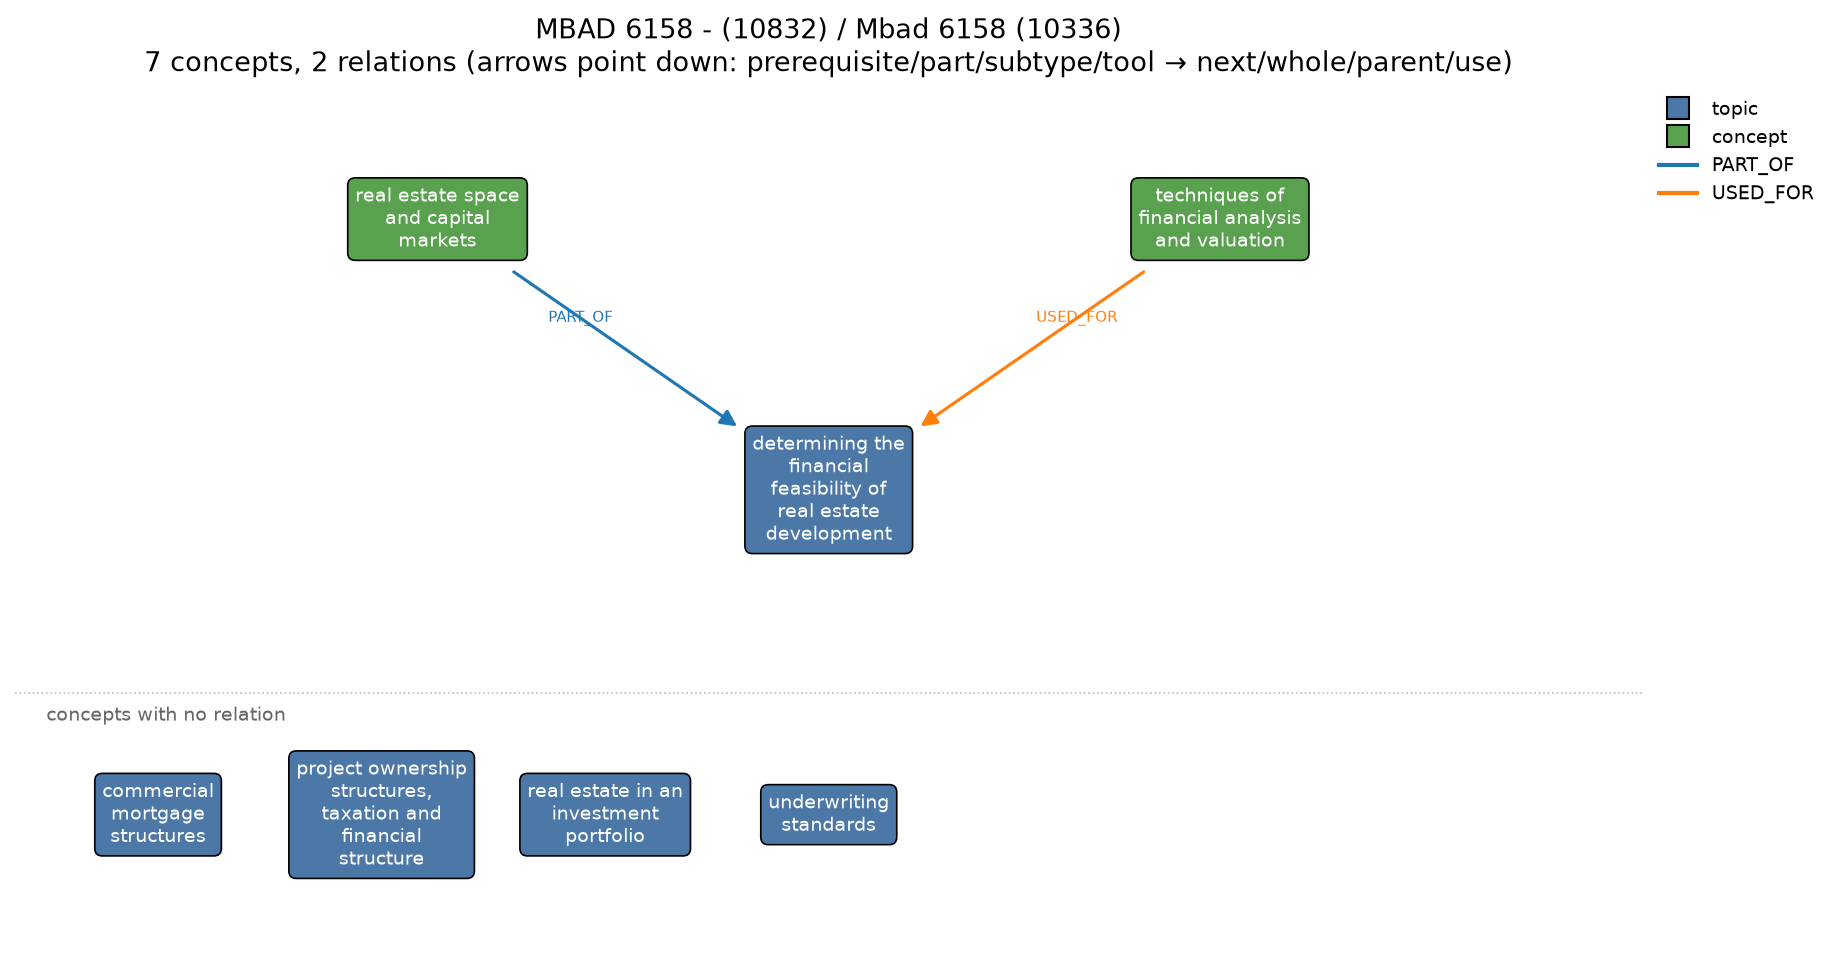 MBAD 6158 - (10832) / Mbad 6158 (10336)
7 concepts, 2 relations (arrows point down: prerequisite/part/subtype/tool → next/whole/parent/use)
topic
concept
PART_OF
USED_FOR
real estate space
and capital
markets
techniques of
financial analysis
and valuation
PART_OF
USED_FOR
determining the
financial
feasibility of
real estate
development
concepts with no relation
commercial
mortgage
structures
project ownership
structures,
taxation and
financial
structure
real estate in an
investment
portfolio
underwriting
standards